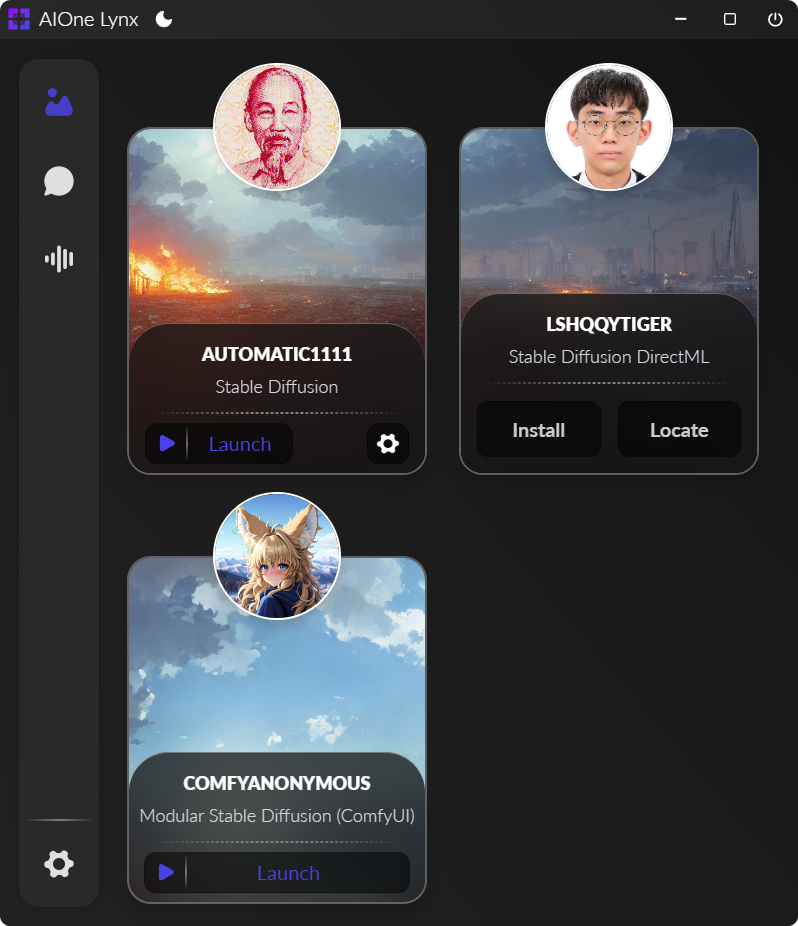 AIOne Lynx
AUTOMATIC1111
Stable Diffusion
Launch
LSHQQYTIGER
Stable Diffusion DirectML
Install
Locate
COMFYANONYMOUS
Modular Stable Diffusion (ComfyUI)
Launch